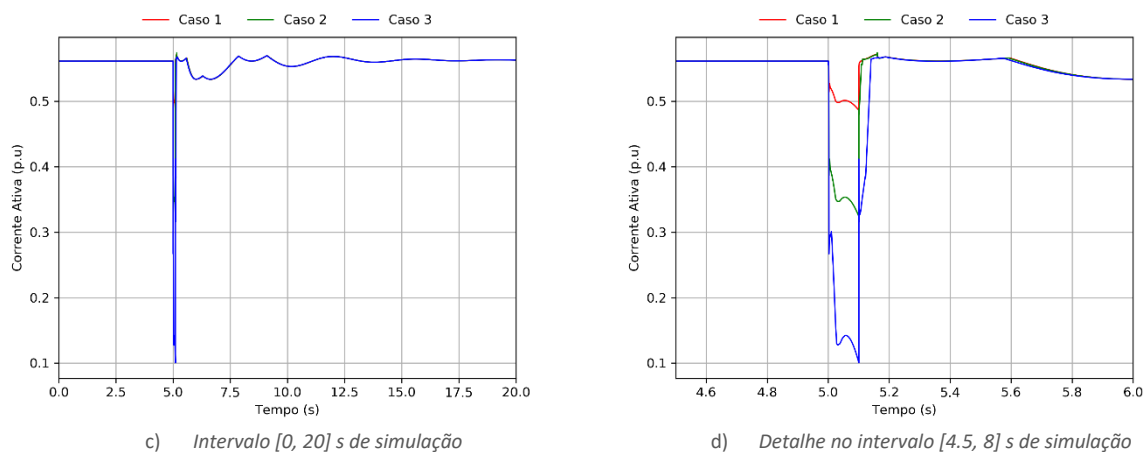 Caso 1 Caso 2 Caso 3
Corrente Ativa (p.u)
0.5
0.4
0.3
0.2
0.1
0.0 2.5 5.0 7.5 10.0 12.5 15.0 17.5 20.0
Tempo (s)
c) Intervalo [0, 20] s de simulação
Caso 1 Caso 2 Caso 3
Corrente Ativa (p.u)
0.5
0.4
0.3
0.2
0.1
4.6 4.8 5.0 5.2 5.4 5.6 5.8 6.0
Tempo (s)
d) Detalhe no intervalo [4.5, 8] s de simulação